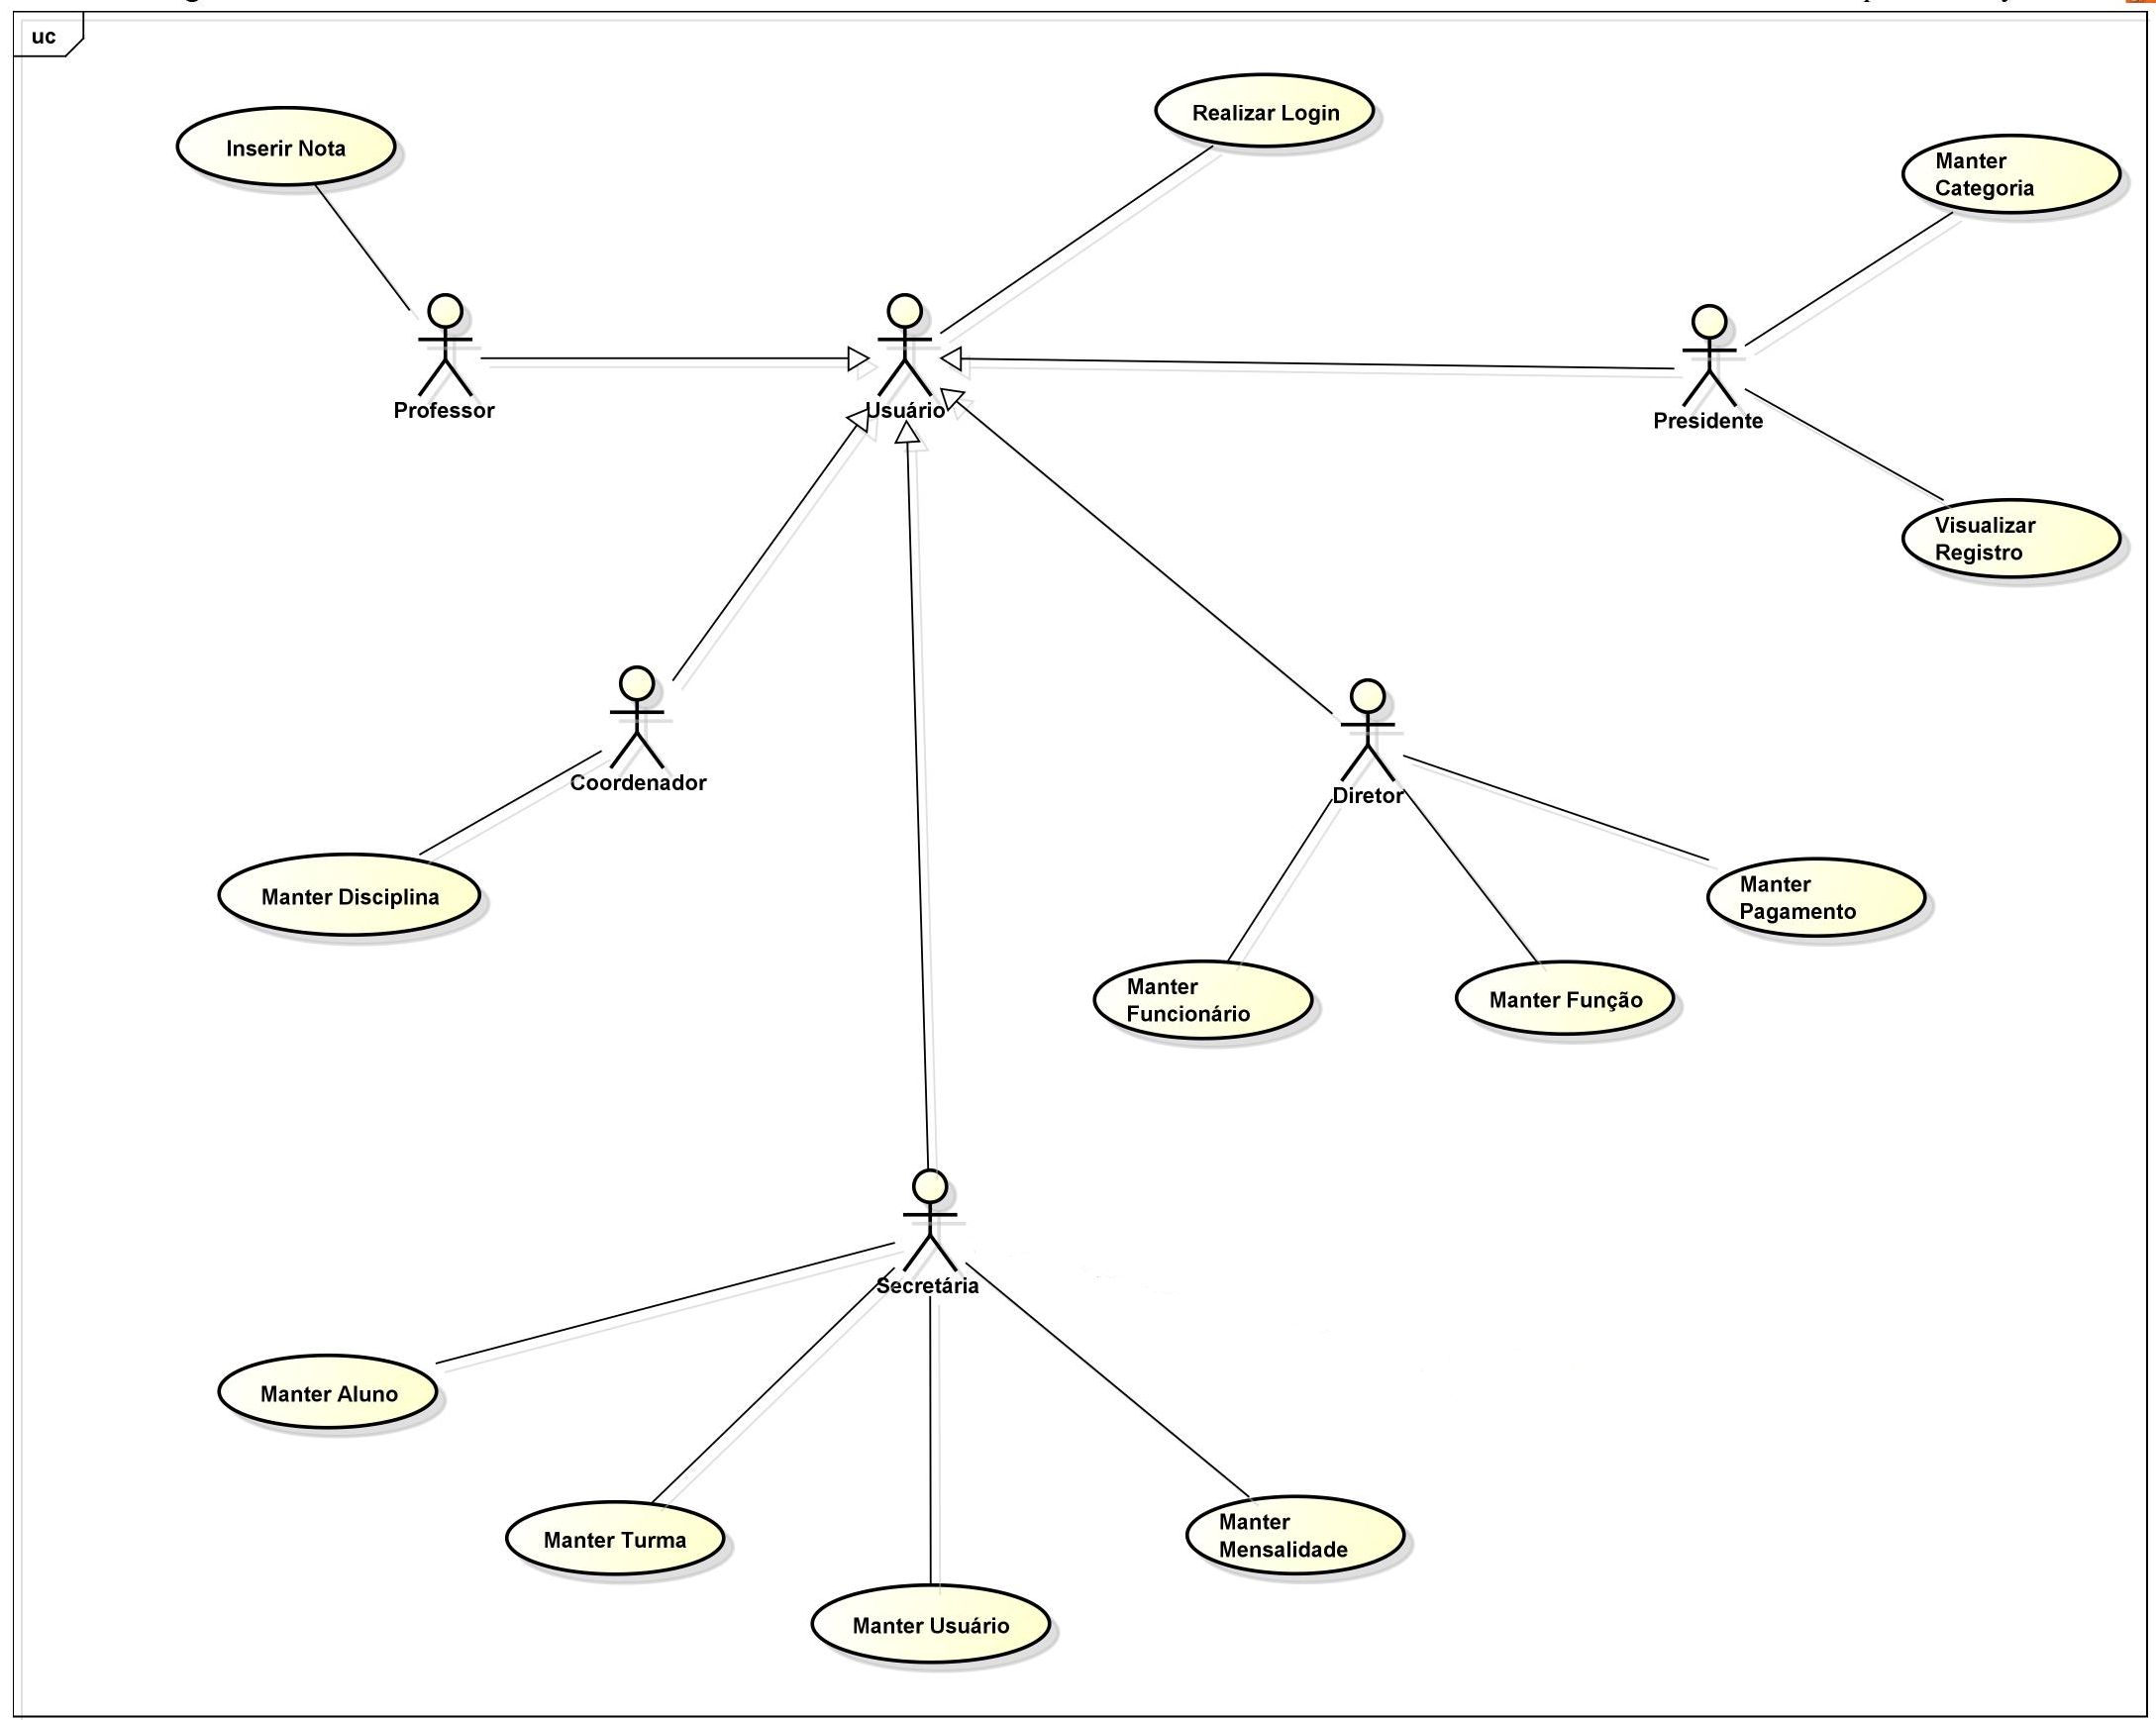 uc
Realizar Login
Inserir Nota
Manter
Categoria
Professor
Usuário
Presidente
Visualizar
Registro
Coordenador
Diretor
Manter Disciplina
Manter
Pagamento
Manter
Funcionário
Manter Função
Secretária
Manter Aluno
Manter Turma
Manter
Mensalidade
Manter Usuário